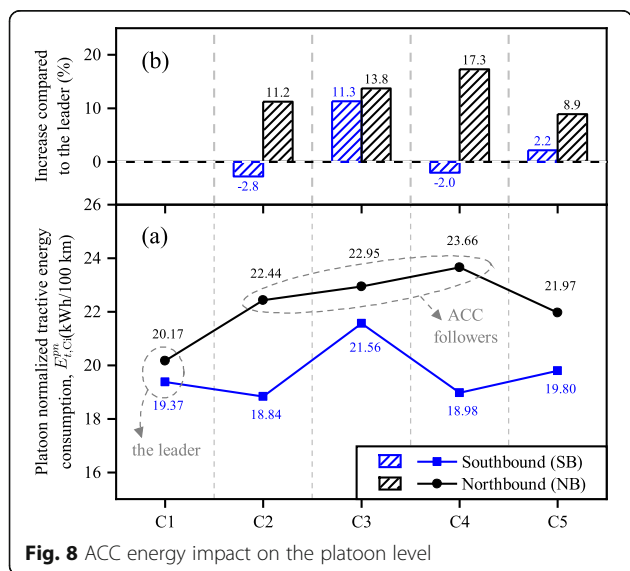 (b)
Increase compared
to the leader (%)
20
10
0
-2.8
11.2
11.3
13.8
-2.0
17.3
2.2
8.9
(a)
Platoon normalized tractive energy
consumption, E^{pn}_{t,Ci}(kWh/100 km)
26
24
22
20
18
16
20.17
22.44
22.95
23.66
21.97
19.37
18.84
21.56
18.98
19.80
ACC
followers
the leader
Southbound (SB)
Northbound (NB)
C1 C2 C3 C4 C5
Fig. 8 ACC energy impact on the platoon level